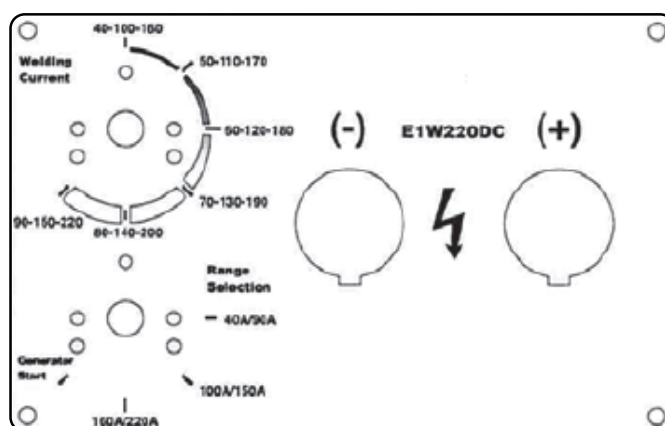 40-100-160
Welding
Current
50-110-170
60-120-180
(-) E1W220DC (+)
70-130-190
90-150-220
80-140-200
Range
Selection
40A/90A
Generator
Start
100A/150A
160A/220A